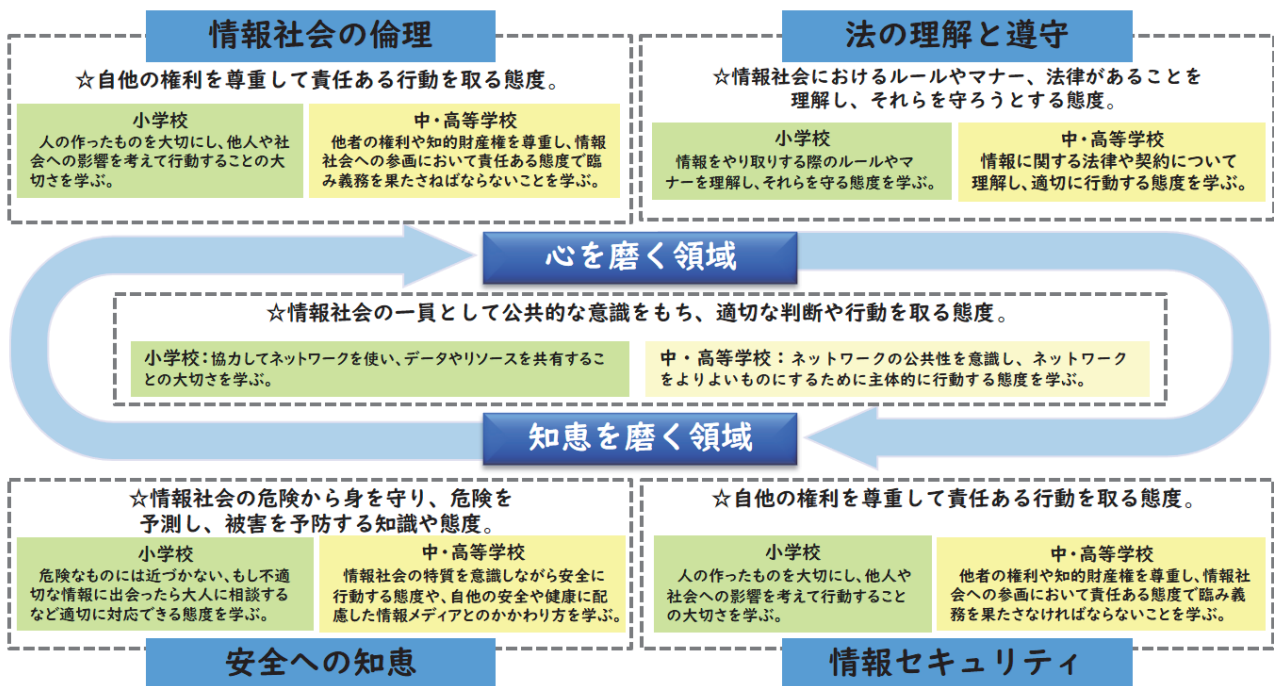 情報社会の倫理
☆自他の権利を尊重して責任ある行動を取る態度。
小学校
人の作ったものを大切にし、他人や社
会への影響を考えて行動することの大
切さを学ぶ。
中・高等学校
他者の権利や知的財産権を尊重し、情報
社会への参画において責任ある態度で臨
み義務を果たさねばならないことを学ぶ。
法の理解と遵守
☆情報社会におけるルールやマナー、法律があることを
理解し、それらを守ろうとする態度。
小学校
情報をやり取りする際のルールやマ
ナーを理解し、それらを守る態度を学ぶ。
中・高等学校
情報に関する法律や契約について
理解し、適切に行動する態度を学ぶ。
心を磨く領域
☆情報社会の一員として公共的な意識をもち、適切な判断や行動を取る態度。
小学校：協力してネットワークを使い、データやリソースを共有するこ
との大切さを学ぶ。
中・高等学校：ネットワークの公共性を意識し、ネットワーク
をよりよいものにするために主体的に行動する態度を学ぶ。
知恵を磨く領域
☆情報社会の危険から身を守り、危険を
予測し、被害を予防する知識や態度。
小学校
危険なものには近づかない、もし不適
切な情報に出会ったら大人に相談する
など適切に対応できる態度を学ぶ。
中・高等学校
情報社会の特質を意識しながら安全に
行動する態度や、自他の安全や健康に配
慮した情報メディアとのかかわり方を学ぶ。
安全への知恵
☆自他の権利を尊重して責任ある行動を取る態度。
小学校
人の作ったものを大切にし、他人や
社会への影響を考えて行動すること
の大切さを学ぶ。
中・高等学校
他者の権利や知的財産権を尊重し、情報社
会への参画において責任ある態度で臨み義
務を果たさなければならないことを学ぶ。
情報セキュリティ